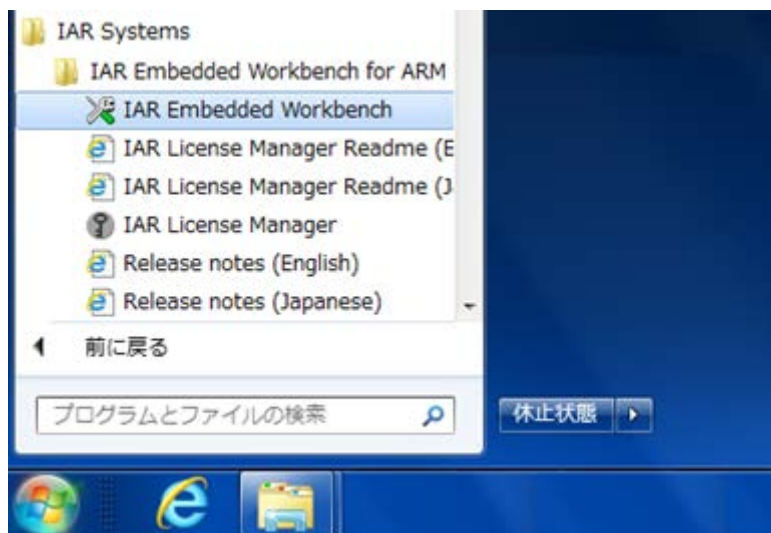 IAR Systems
IAR Embedded Workbench for ARM
IAR Embedded Workbench
IAR License Manager Readme (E
IAR License Manager Readme (J
IAR License Manager
Release notes (English)
Release notes (Japanese)
前に戻る
プログラムとファイルの検索
休止状態